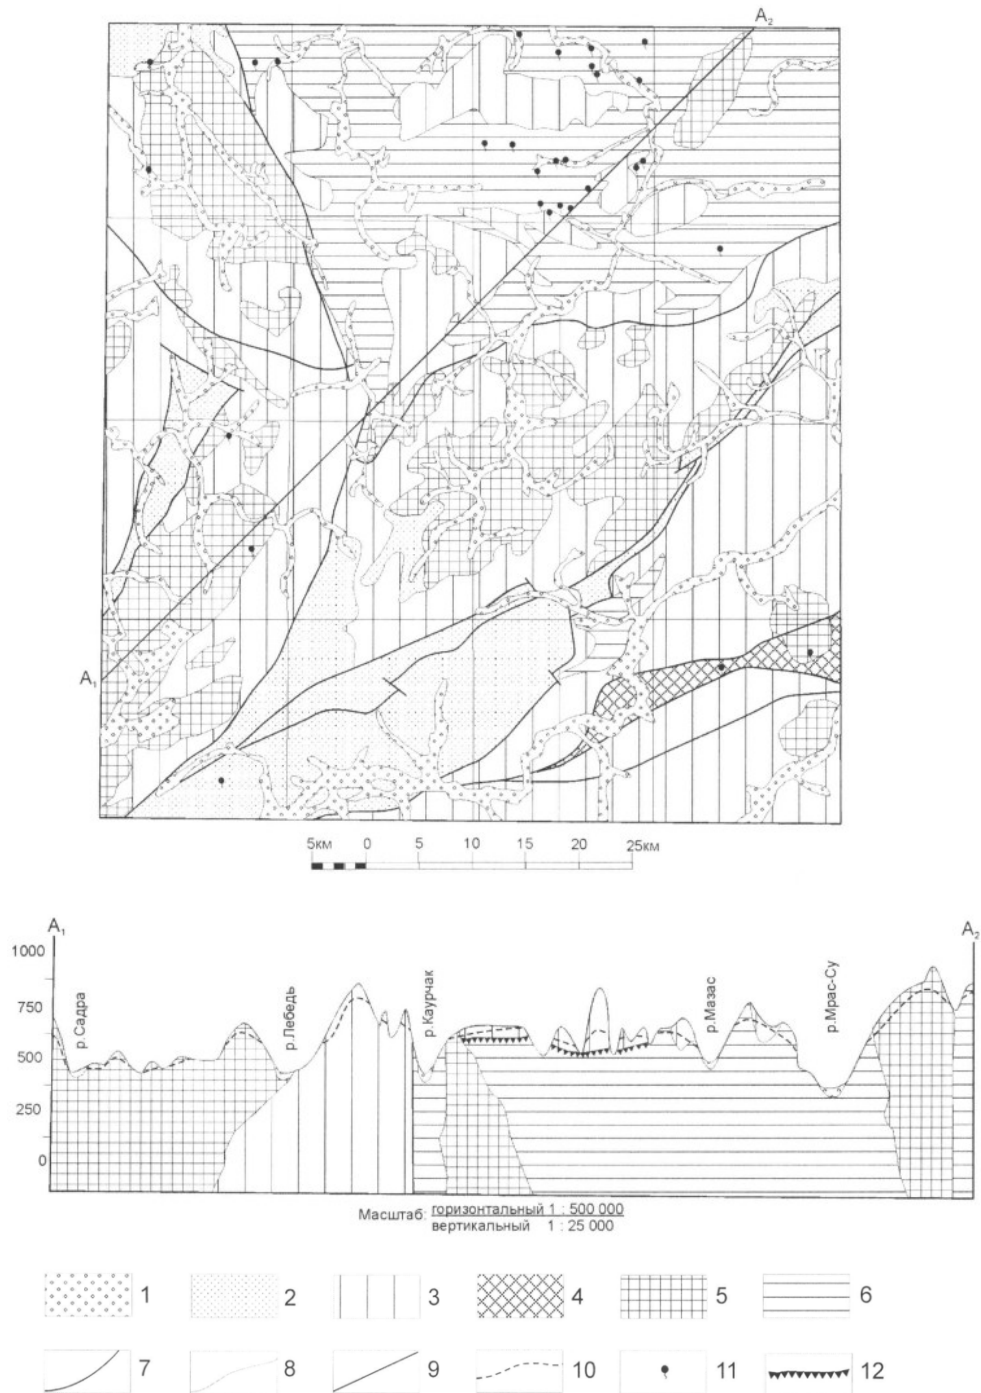 A₂
A₁
5км 0 5 10 15 20 25км
A₁ A₂
1000
750
500
250
0
р.Садра
р.Лебедь
р.Каурчак
р.Мазас
р.Мрас-Су
Масштаб: горизонтальный 1 : 500 000
вертикальный 1 : 25 000
1 2 3 4 5 6
7 8 9 10 11 12